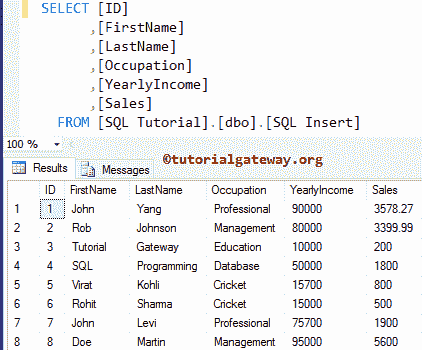 SELECT [ID]
,[FirstName]
,[LastName]
,[Occupation]
,[YearlyIncome]
,[Sales]
FROM [SQL Tutorial].[dbo].[SQL Insert]
100 %
©tutorialgateway.org
Results Messages
ID FirstName LastName Occupation YearlyIncome Sales
1 1 John Yang Professional 90000 3578.27
2 2 Rob Johnson Management 80000 3399.99
3 3 Tutorial Gateway Education 10000 200
4 4 SQL Programming Database 50000 1800
5 5 Virat Kohli Cricket 15700 800
6 6 Rohit Sharma Cricket 15000 500
7 7 John Levi Professional 75700 1900
8 8 Doe Martin Management 95000 5600